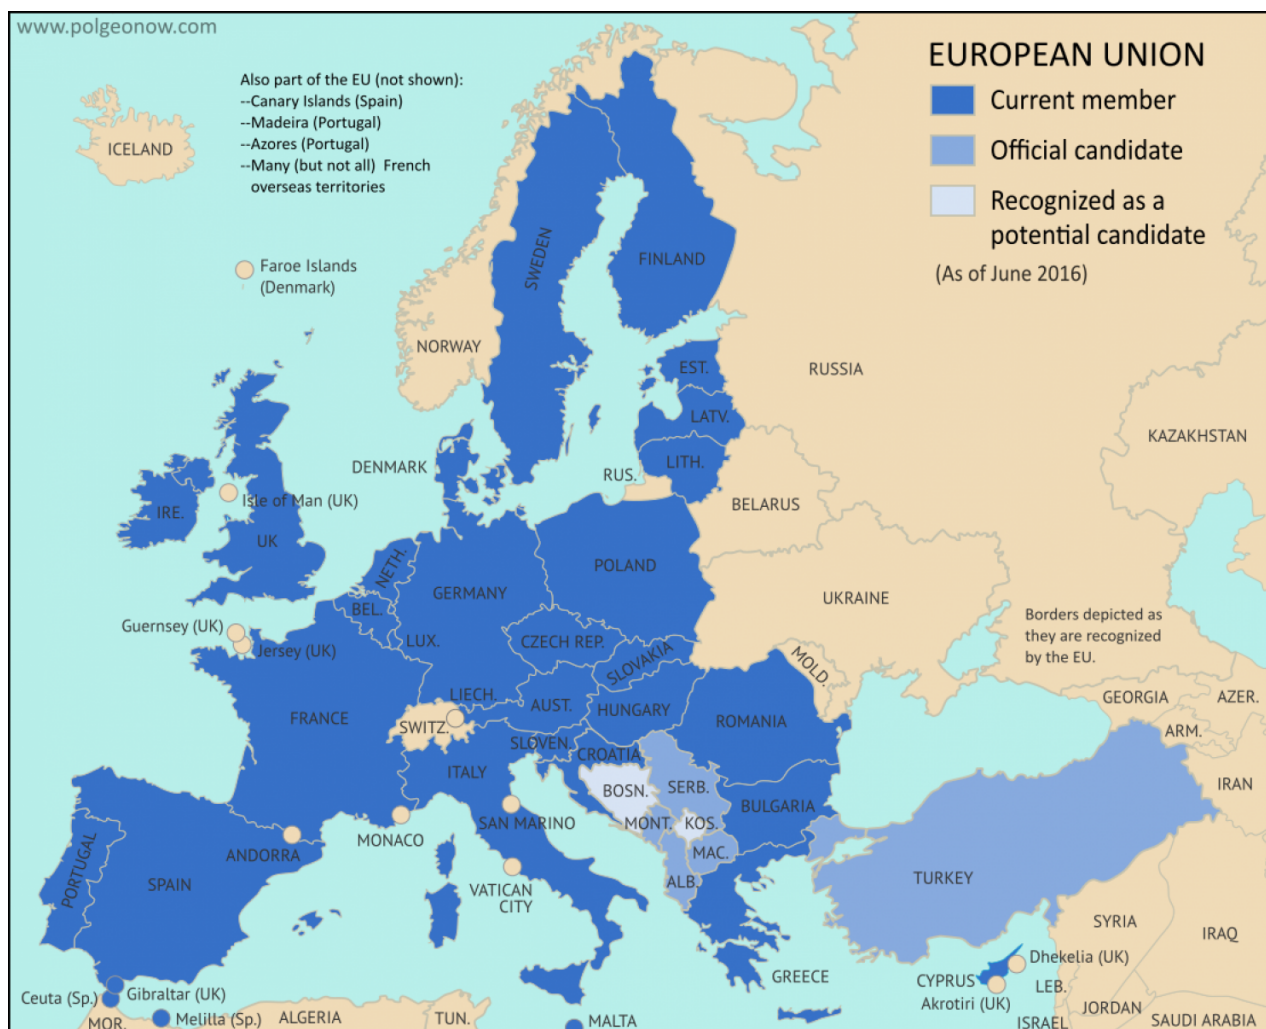 www.polgeonow.com
EUROPEAN UNION
Current member
Official candidate
Recognized as a
potential candidate
(As of June 2016)
Also part of the EU (not shown):
--Canary Islands (Spain)
--Madeira (Portugal)
--Azores (Portugal)
--Many (but not all) French
overseas territories
ICELAND
Faroe Islands
(Denmark)
SWEDEN
FINLAND
NORWAY
RUSSIA
EST.
LATV.
LITH.
KAZAKHSTAN
DENMARK
RUS.
BELARUS
Isle of Man (UK)
IRE.
UK
NETH.
POLAND
GERMANY
BEL.
UKRAINE
Borders depicted as
they are recognized
by the EU.
Guernsey (UK)
Jersey (UK)
LUX.
CZECH REP.
SLOVAKIA
MOLD.
LIECH.
AUST.
HUNGARY
FRANCE
SWITZ.
ROMANIA
GEORGIA
AZER.
ARM.
SLOVEN.
CROATIA
ITALY
BOSN.
SERB.
BULGARIA
IRAN
MONACO
SAN MARINO
MONT.
KOS.
MAC.
ANDORRA
PORTUGAL
SPAIN
VATICAN
CITY
ALB.
TURKEY
SYRIA
IRAQ
GREECE
CYPRUS
Dhekelia (UK)
Akrotiri (UK)
LEB.
Ceuta (Sp.)
Gibraltar (UK)
Melilla (Sp.)
MOR.
ALGERIA
TUN.
MALTA
ISRAEL
JORDAN
SAUDI ARABIA